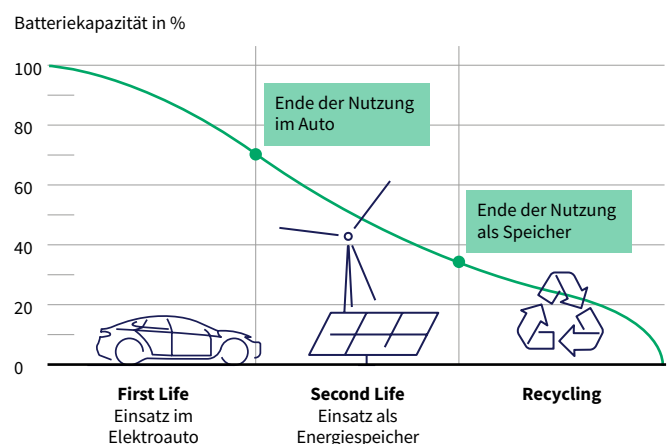 Batteriekapazität in %
100
80
60
40
20
0
Ende der Nutzung
im Auto
Ende der Nutzung
als Speicher
First Life
Einsatz im
Elektroauto
Second Life
Einsatz als
Energiespeicher
Recycling